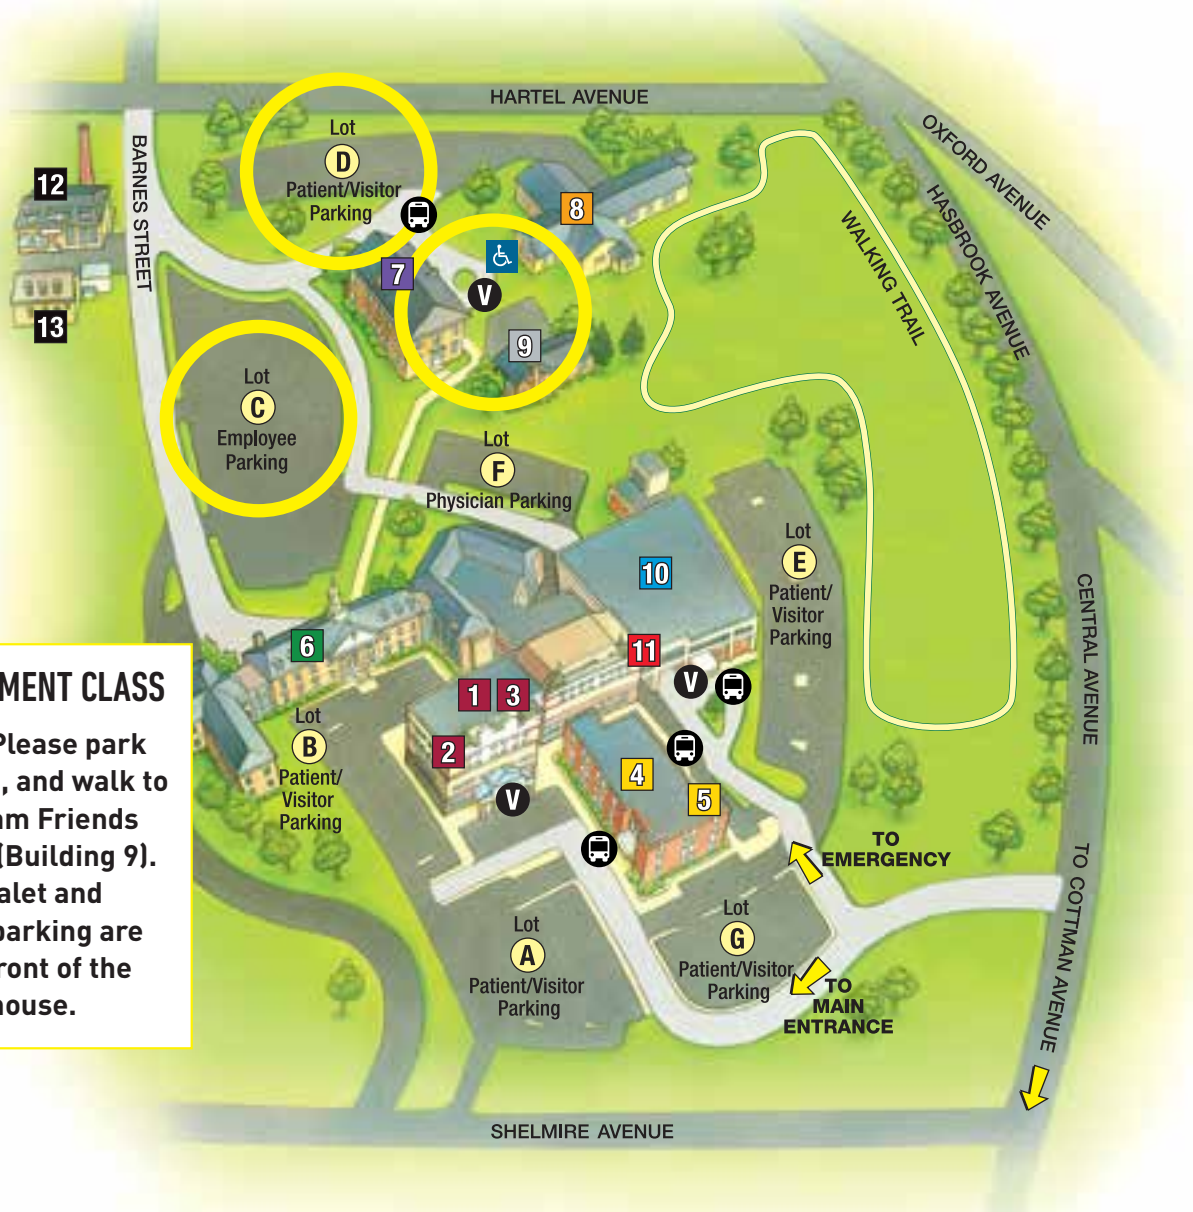 HARTEL AVENUE
OXFORD AVENUE
HASBROOK AVENUE
BARNES STREET
WALKING TRAIL
Lot
D
Patient/Visitor
Parking
12
13
8
7
V
9
Lot
C
Employee
Parking
Lot
F
Physician Parking
Lot
E
Patient/
Visitor
Parking
10
11
V
6
1
3
2
V
4
5
Lot
B
Patient/
Visitor
Parking
CENTRAL AVENUE
TO COTTMAN AVENUE
TO
EMERGENCY
Lot
A
Patient/Visitor
Parking
Lot
G
Patient/Visitor
Parking
TO
MAIN
ENTRANCE
SHELMIRE AVENUE
MENT CLASS
Please park
, and walk to
am Friends
(Building 9).
alet and
parking are
ront of the
house.